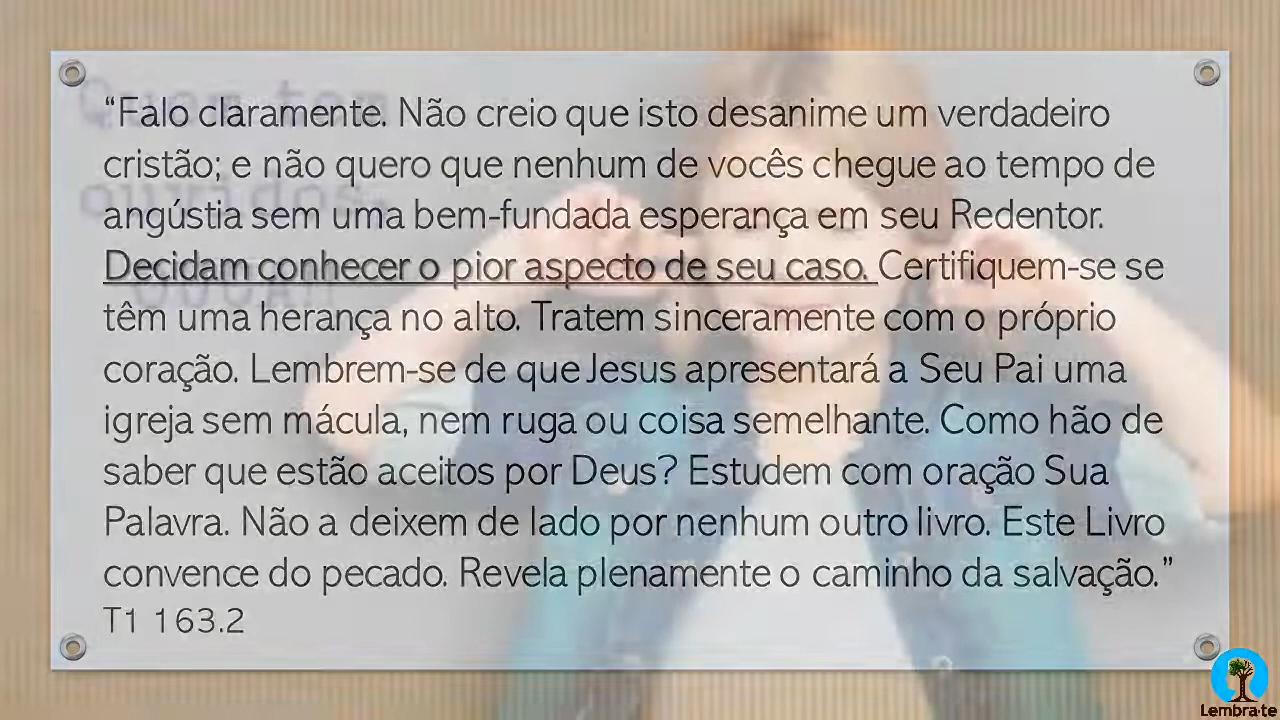 “Falo claramente. Não creio que isto desanime um verdadeiro
cristão; e não quero que nenhum de vocês chegue ao tempo de
angústia sem uma bem-fundada esperança em seu Redentor.
Decidam conhecer o pior aspecto de seu caso. Certifiquem-se se
têm uma herança no alto. Tratem sinceramente com o próprio
coração. Lembrem-se de que Jesus apresentará a Seu Pai uma
igreja sem mácula, nem ruga ou coisa semelhante. Como hão de
saber que estão aceitos por Deus? Estudem com oração Sua
Palavra. Não a deixem de lado por nenhum outro livro. Este Livro
convence do pecado. Revela plenamente o caminho da salvação.”
T1 163.2
Lembra-te